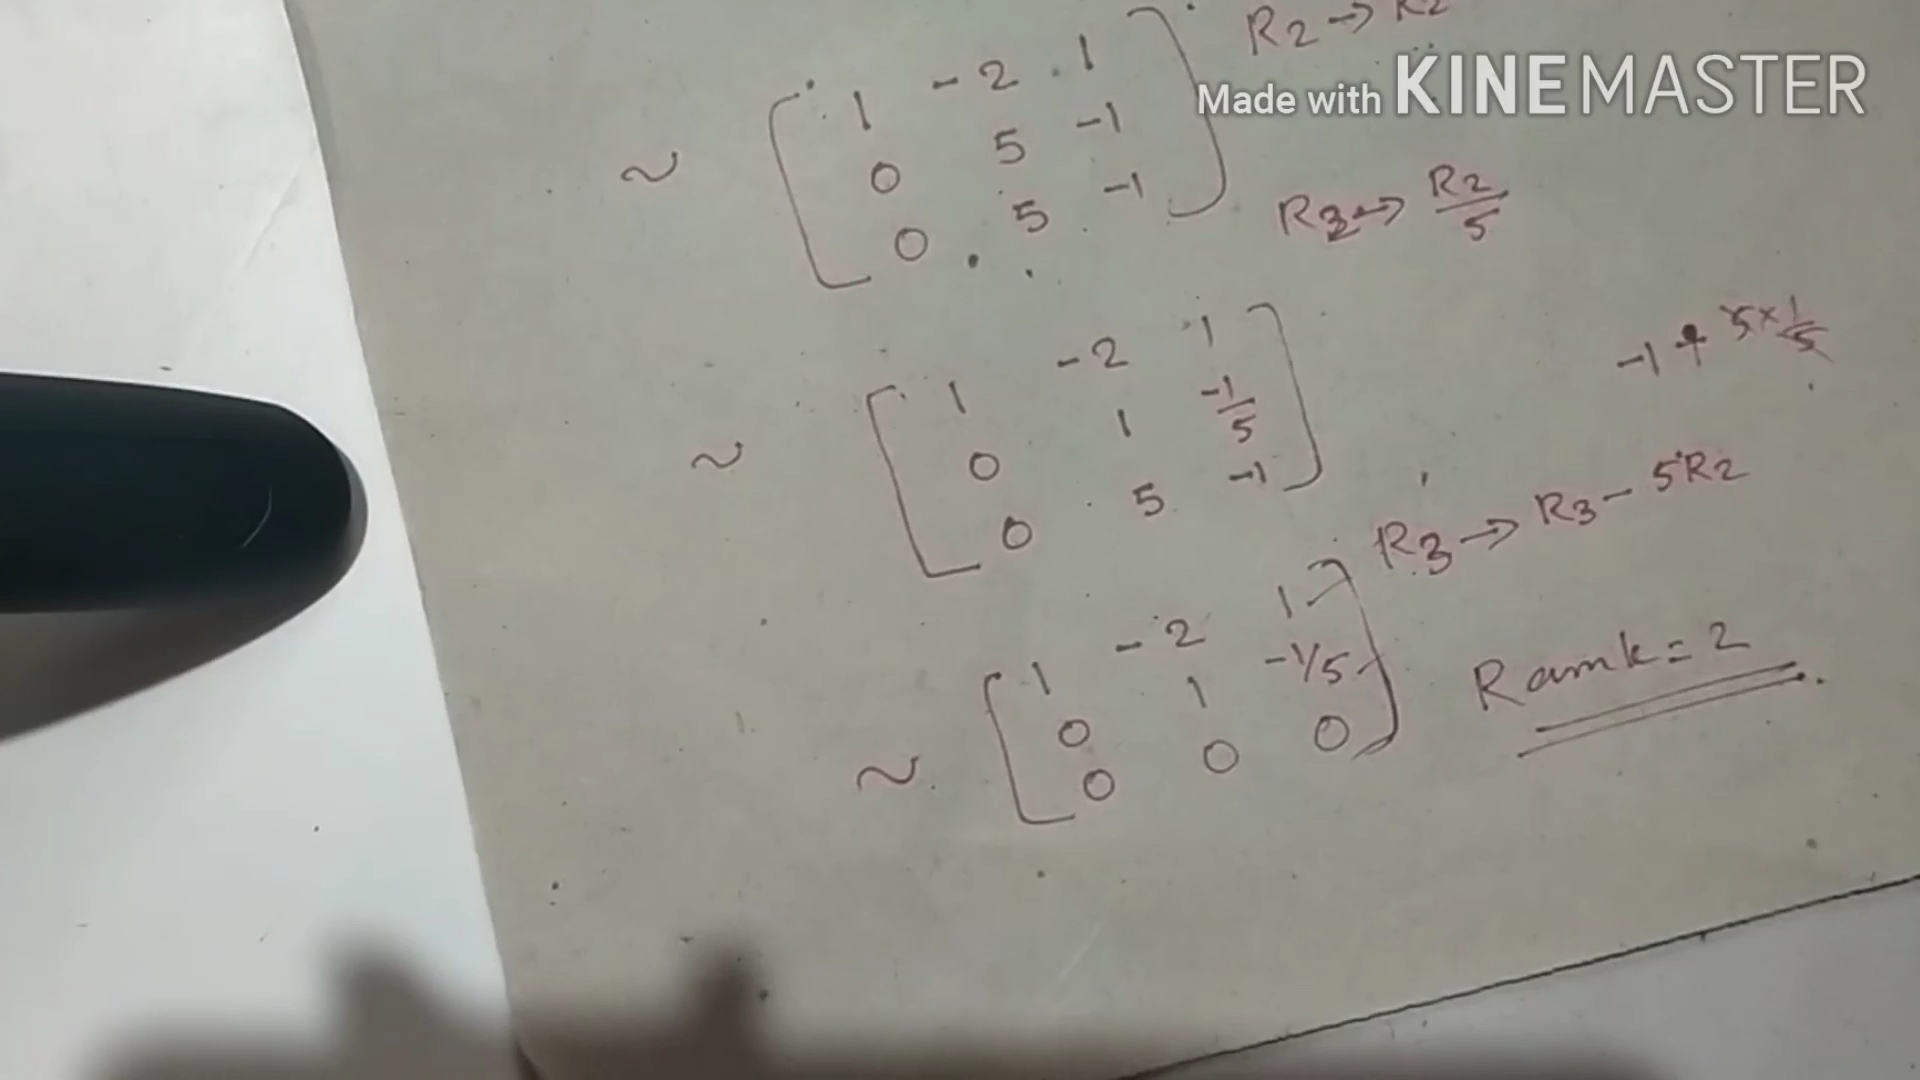 R2 → R2
Made with KINEMASTER
~ [ 1 -2 1
0 5 -1
0 5 -1 ]
R2 → R2/5
~ [ 1 -2 1
0 1 -1/5
0 5 -1 ]
-1 + 5×1/5
R3 → R3 - 5R2
~ [ 1 -2 1
0 1 -1/5
0 0 0 ]
Rank = 2